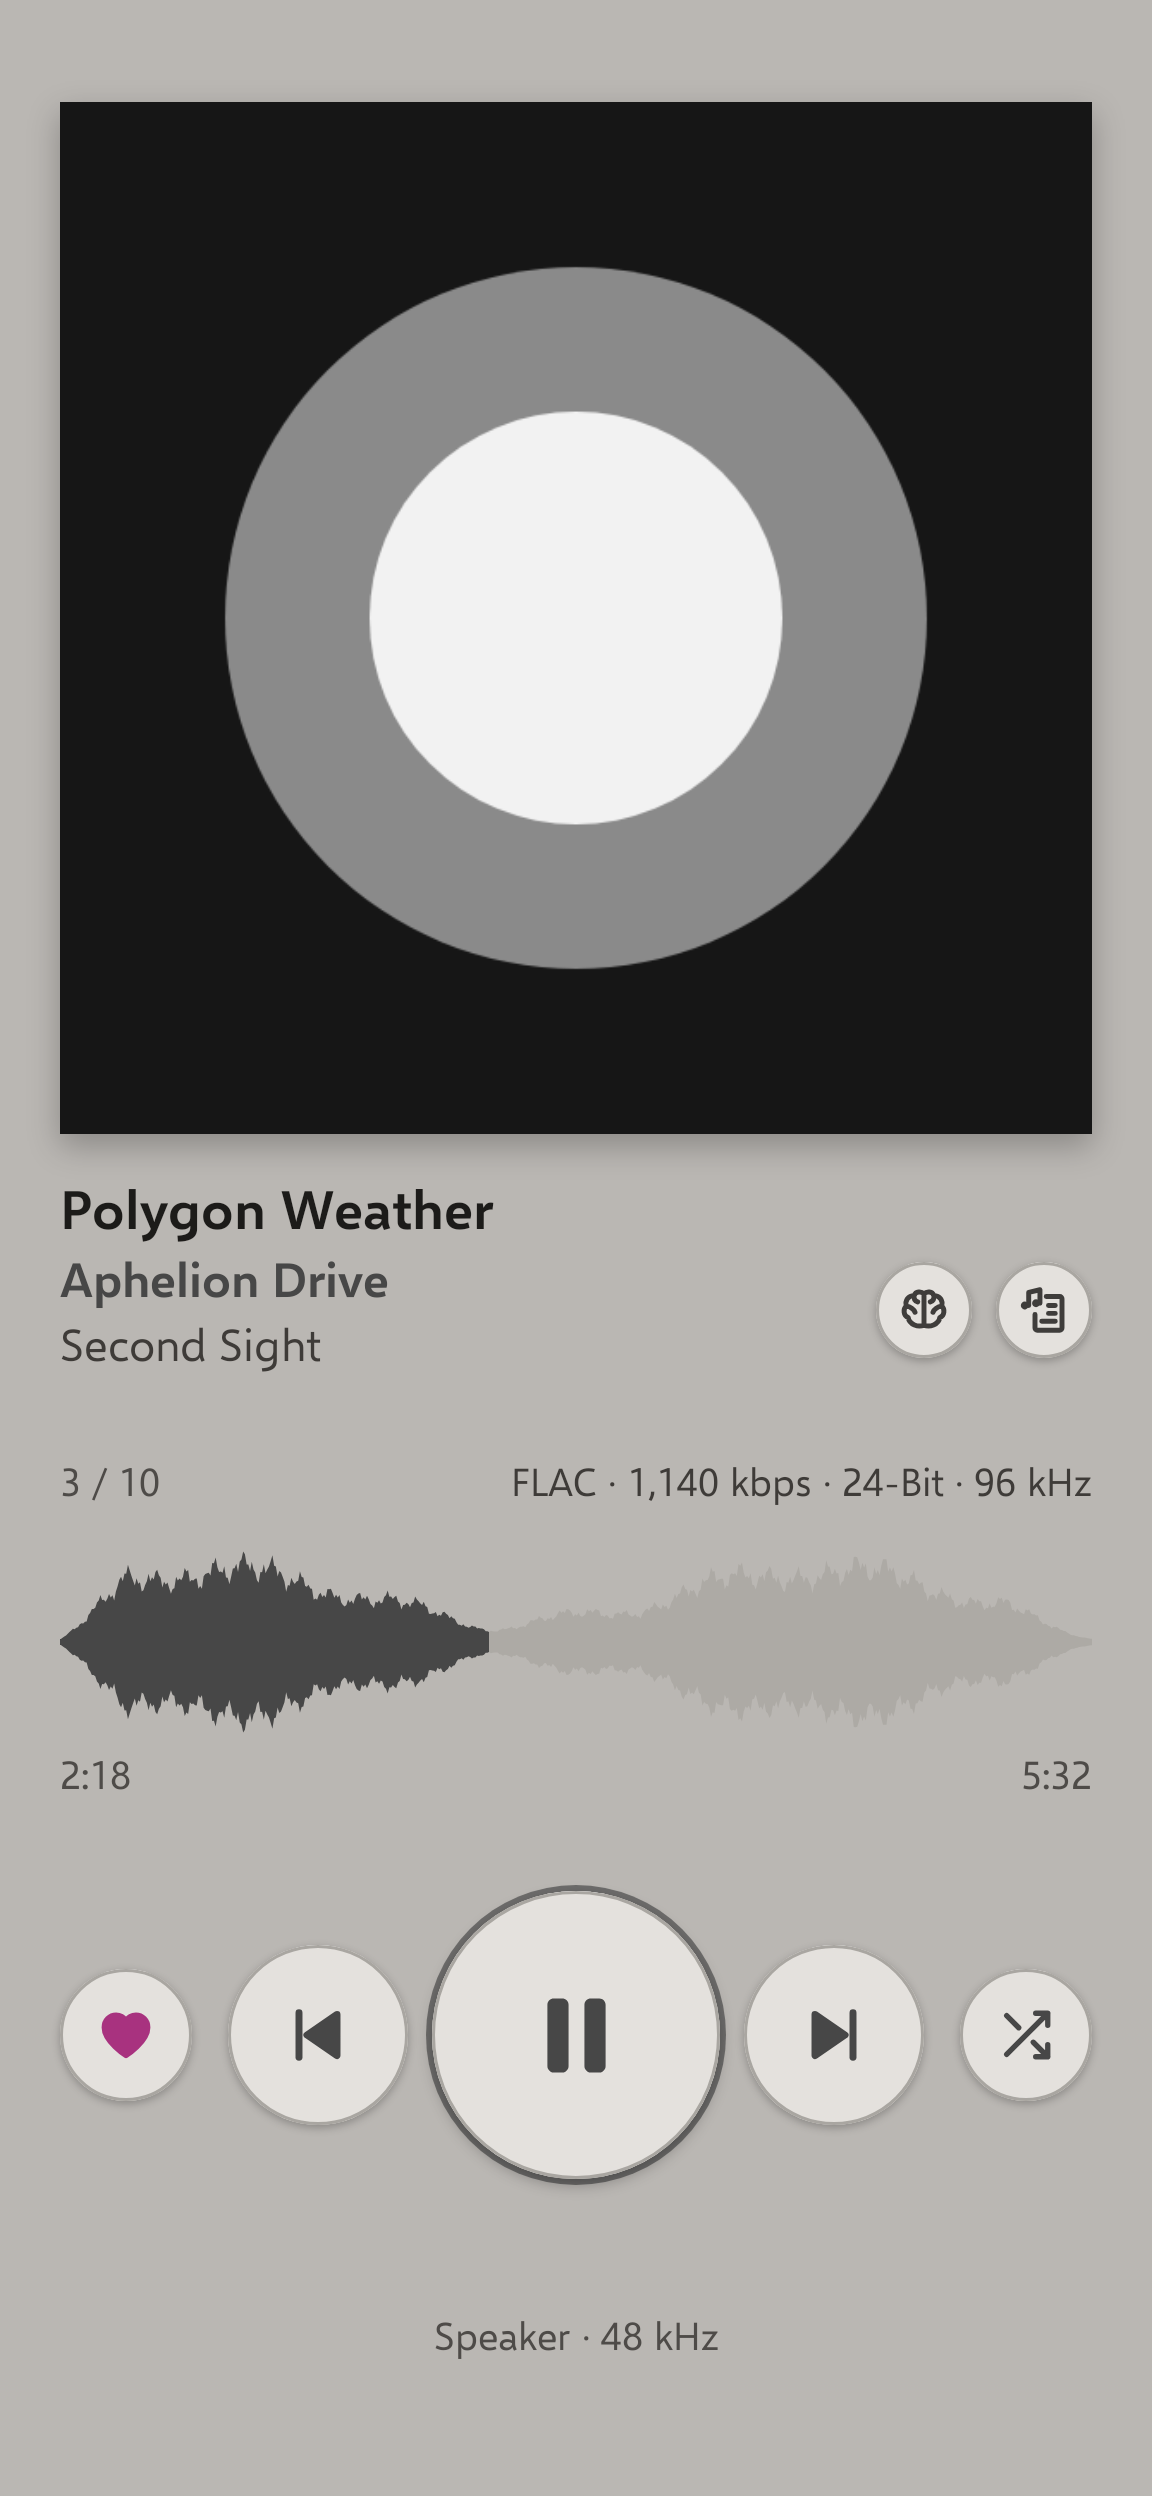 Polygon Weather
Aphelion Drive
Second Sight
3 / 10
FLAC · 1,140 kbps · 24-Bit · 96 kHz
2:18
5:32
Speaker · 48 kHz